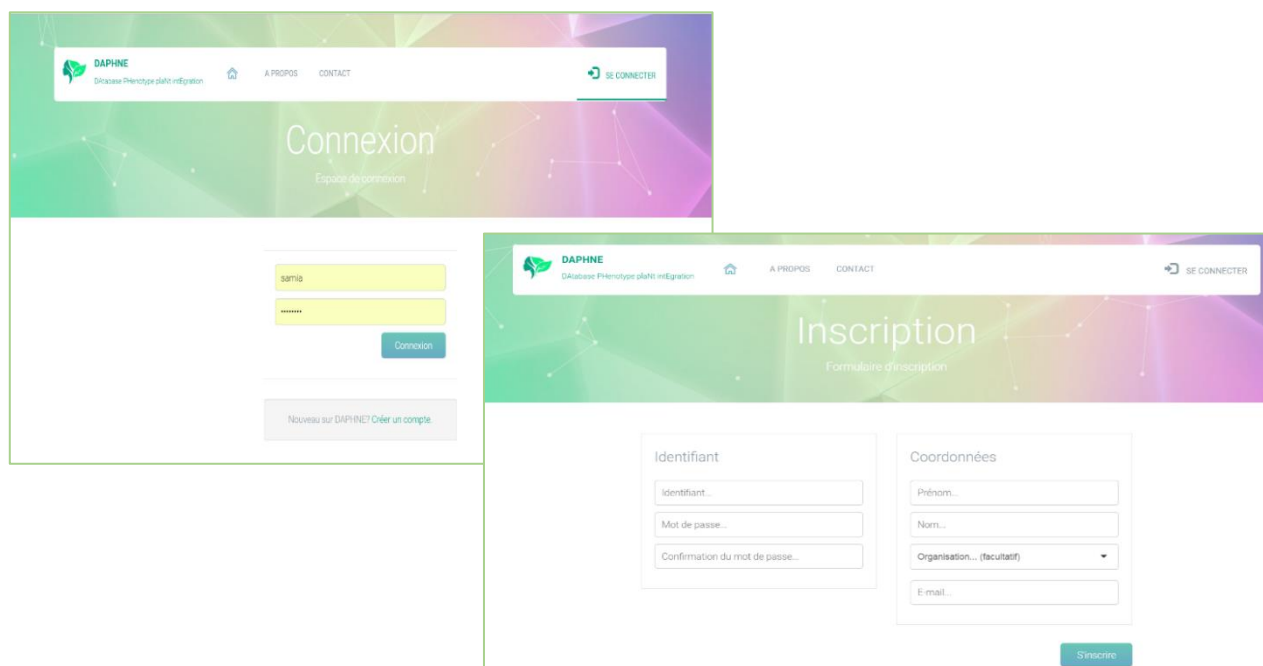 DAPHNE
DAtabase PHenotype plaNt intEgration
A PROPOS
CONTACT
SE CONNECTER
Connexion
Espace de connexion
samia
••••••••
Connexion
Nouveau sur DAPHNE? Créer un compte.
DAPHNE
DAtabase PHenotype plaNt intEgration
A PROPOS
CONTACT
SE CONNECTER
Inscription
Formulaire d'inscription
Identifiant
Identifiant...
Mot de passe...
Confirmation du mot de passe...
Coordonnées
Prénom...
Nom...
Organisation... (facultatif)
E-mail...
S'inscrire